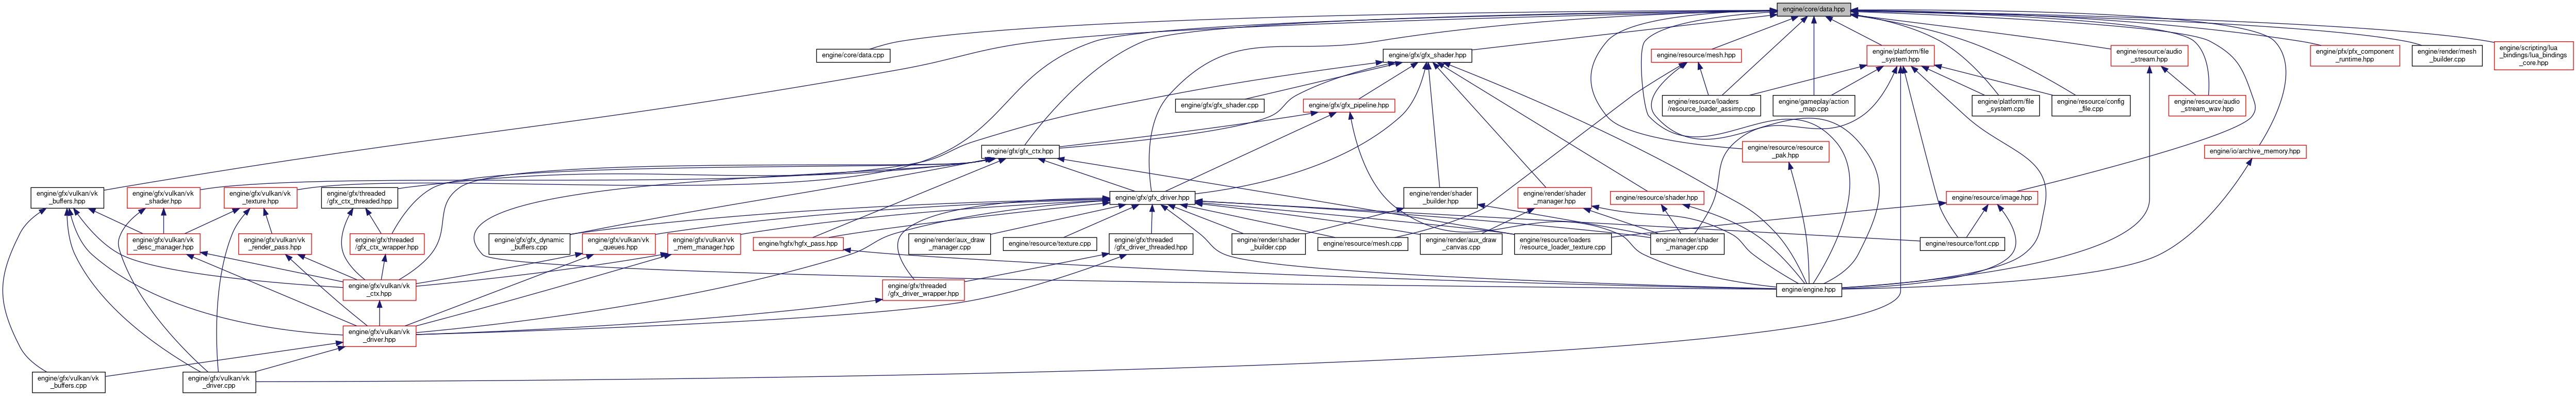 engine/core/data.hpp
engine/core/data.cpp
engine/gfx/gfx_shader.hpp
engine/resource/mesh.hpp
engine/platform/file
_system.hpp
engine/resource/audio
_stream.hpp
engine/pfx/pfx_component
_runtime.hpp
engine/render/mesh
_builder.cpp
engine/scripting/lua
_bindings/lua_bindings
_core.hpp
engine/gfx/gfx_shader.cpp
engine/gfx/gfx_pipeline.hpp
engine/resource/loaders
/resource_loader_assimp.cpp
engine/gameplay/action
_map.cpp
engine/platform/file
_system.cpp
engine/resource/config
_file.cpp
engine/resource/audio
_stream_wav.hpp
engine/gfx/gfx_ctx.hpp
engine/resource/resource
_pak.hpp
engine/io/archive_memory.hpp
engine/gfx/vulkan/vk
_buffers.hpp
engine/gfx/vulkan/vk
_shader.hpp
engine/gfx/vulkan/vk
_texture.hpp
engine/gfx/threaded
/gfx_ctx_threaded.hpp
engine/gfx/gfx_driver.hpp
engine/render/shader
_builder.hpp
engine/render/shader
_manager.hpp
engine/resource/shader.hpp
engine/resource/image.hpp
engine/gfx/vulkan/vk
_desc_manager.hpp
engine/gfx/vulkan/vk
_render_pass.hpp
engine/gfx/threaded
/gfx_ctx_wrapper.hpp
engine/gfx/gfx_dynamic
_buffers.cpp
engine/gfx/vulkan/vk
_queues.hpp
engine/gfx/vulkan/vk
_mem_manager.hpp
engine/hgfx/hgfx_pass.hpp
engine/render/aux_draw
_manager.cpp
engine/resource/texture.cpp
engine/gfx/threaded
/gfx_driver_threaded.hpp
engine/render/shader
_builder.cpp
engine/resource/mesh.cpp
engine/render/aux_draw
_canvas.cpp
engine/resource/loaders
/resource_loader_texture.cpp
engine/render/shader
_manager.cpp
engine/resource/font.cpp
engine/gfx/vulkan/vk
_ctx.hpp
engine/gfx/threaded
/gfx_driver_wrapper.hpp
engine/engine.hpp
engine/gfx/vulkan/vk
_driver.hpp
engine/gfx/vulkan/vk
_buffers.cpp
engine/gfx/vulkan/vk
_driver.cpp